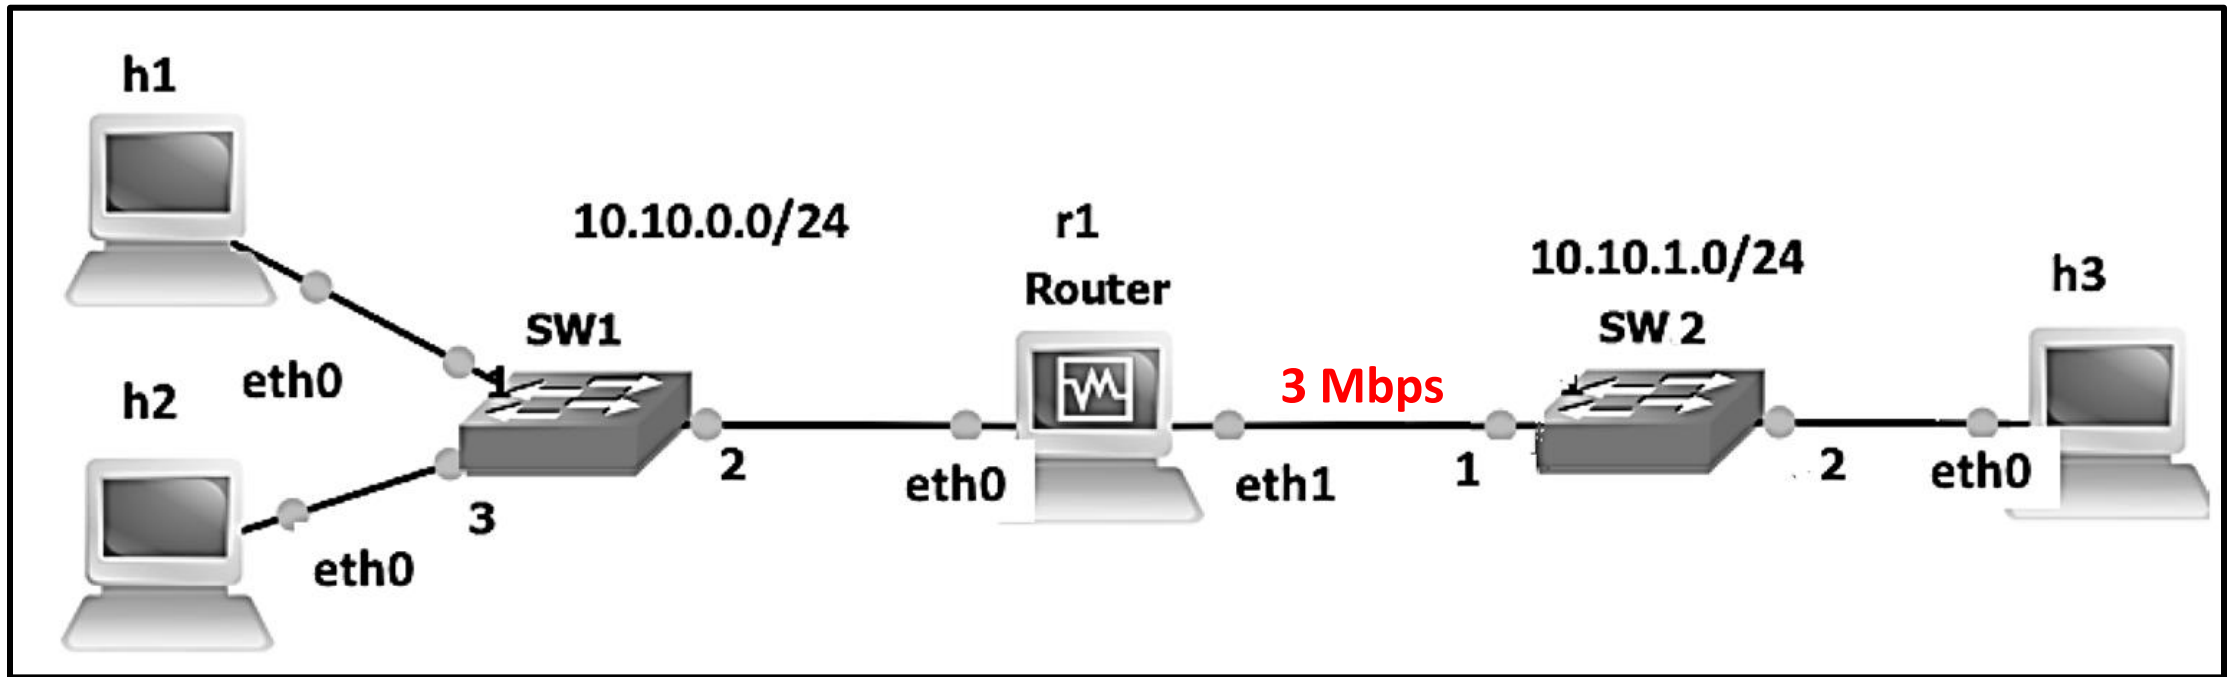 h1
10.10.0.0/24
r1
Router
10.10.1.0/24
h3
SW1
SW 2
eth0
1
3 Mbps
1
h2
2
eth0
eth1
1
2
eth0
3
eth0